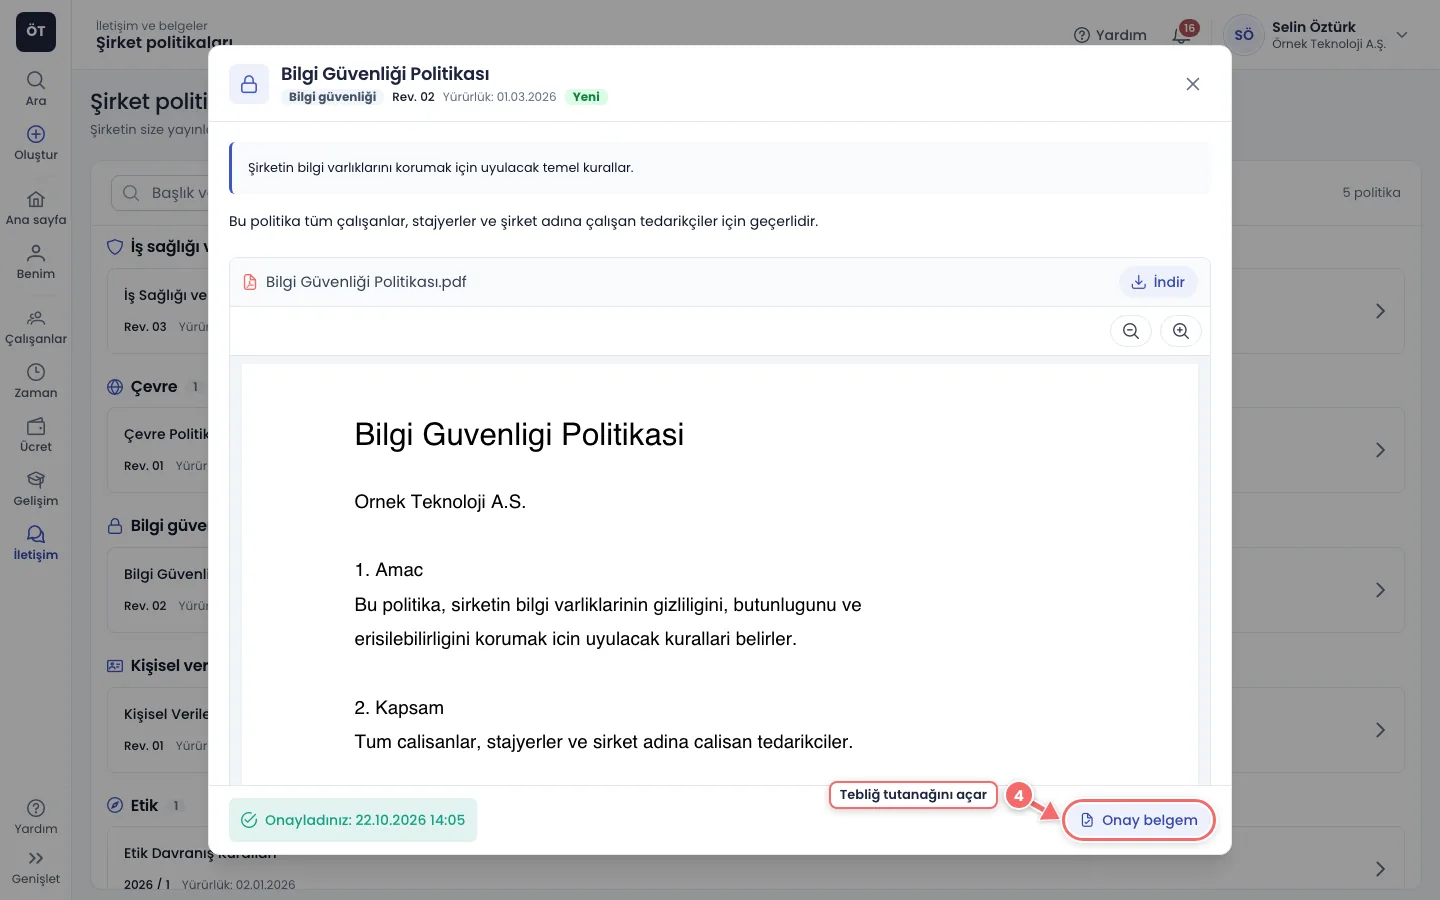 ÖT
Ara
Oluştur
Ana sayfa
Benim
Çalışanlar
Zaman
Ücret
Gelişim
İletişim
Yardım
Genişlet
İletişim ve belgeler
Şirket politikaları
Yardım
16
SÖ
Selin Öztürk
Örnek Teknoloji A.Ş.
Şirket politi
Şirketin size yayınla
Başlık v
5 politika
İş sağlığı v
İş Sağlığı ve
Rev. 03 Yürür
Çevre 1
Çevre Politik
Rev. 01 Yürür
Bilgi güve
Bilgi Güvenli
Rev. 02 Yürür
Kişisel ver
Kişisel Verile
Rev. 01 Yürür
Etik 1
Etik Davranış Kuralları
2026 / 1 Yürürlük: 02.01.2026
Bilgi Güvenliği Politikası
Bilgi güvenliği Rev. 02 Yürürlük: 01.03.2026 Yeni
Şirketin bilgi varlıklarını korumak için uyulacak temel kurallar.
Bu politika tüm çalışanlar, stajyerler ve şirket adına çalışan tedarikçiler için geçerlidir.
Bilgi Güvenliği Politikası.pdf
İndir
Bilgi Guvenligi Politikasi
Ornek Teknoloji A.S.
1. Amac
Bu politika, sirketin bilgi varliklarinin gizliligini, butunlugunu ve
erisilebilirligini korumak icin uyulacak kurallari belirler.
2. Kapsam
Tum calisanlar, stajyerler ve sirket adina calisan tedarikciler.
Tebliğ tutanağını açar
4
Onayladınız: 22.10.2026 14:05
Onay belgem